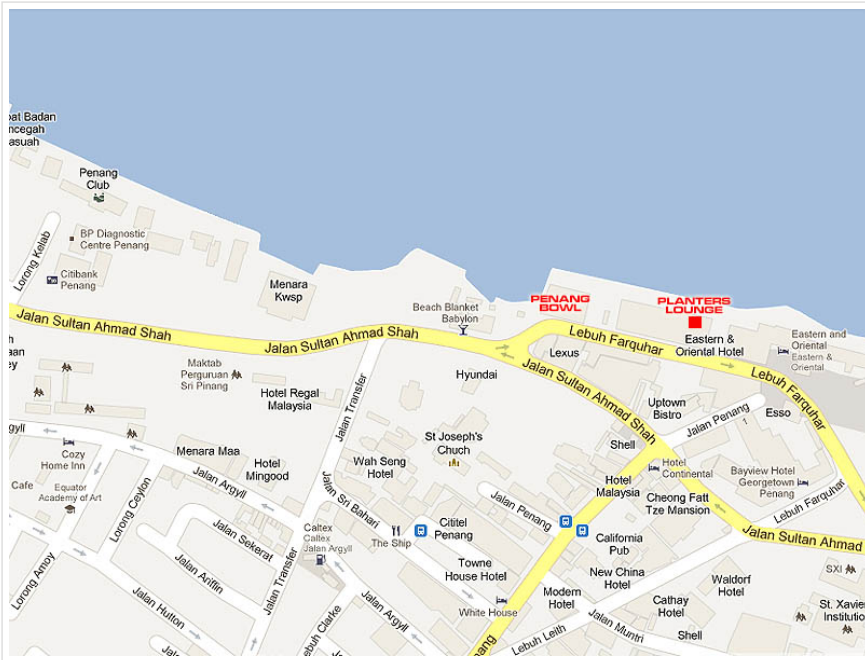 oat Badan
ncegah
asuah
Penang
Club
BP Diagnostic
Centre Penang
Lorong Kelab
Citibank
Penang
Menara
Kwsp
Beach Blanket
Babylon
PENANG
BOWL
PLANTERS
LOUNGE
Jalan Sultan Ahmad Shah
Jalan Sultan Ahmad Shah
Lebuh Farquhar
Eastern &
Oriental Hotel
Eastern and
Oriental
Eastern &
Oriental
Lexus
Lebuh Farquhar
Maktab
Perguruan
Sri Pinang
Hyundai
Jalan Sultan Ahmad Shah
Hotel Regal
Malaysia
Jalan Transfer
Uptown
Bistro
Jalan Penang
Esso
gyll
Cozy
Home Inn
Menara Maa
Hotel
Mingood
Jalan Argyll
St Joseph's
Chuch
Wah Seng
Hotel
Shell
Hotel
Continental
Hotel
Malaysia
Bayview Hotel
Georgetown
Penang
Cafe
Equator
Academy of Art
Lorong Ceylon
Jalan Sri Bahari
Jalan Penang
Cheong Fatt
Tze Mansion
Lebuh Farquhar
Jalan Sekerat
Caltex
Caltex
Jalan Argyll
The Ship
Cititel
Penang
California
Pub
Jalan Sultan Ahmad
Lorong Amoy
Jalan Ariffin
Jalan Transfer
Towne
House Hotel
New China
Hotel
Waldorf
Hotel
SXI
Jalan Hutton
White House
Modern
Hotel
Cathay
Hotel
St. Xavie
Institution
Jalan Argyll
ebuh Clarke
Jalan
ang
Lebuh Leith
Jalan Muntri
Shell